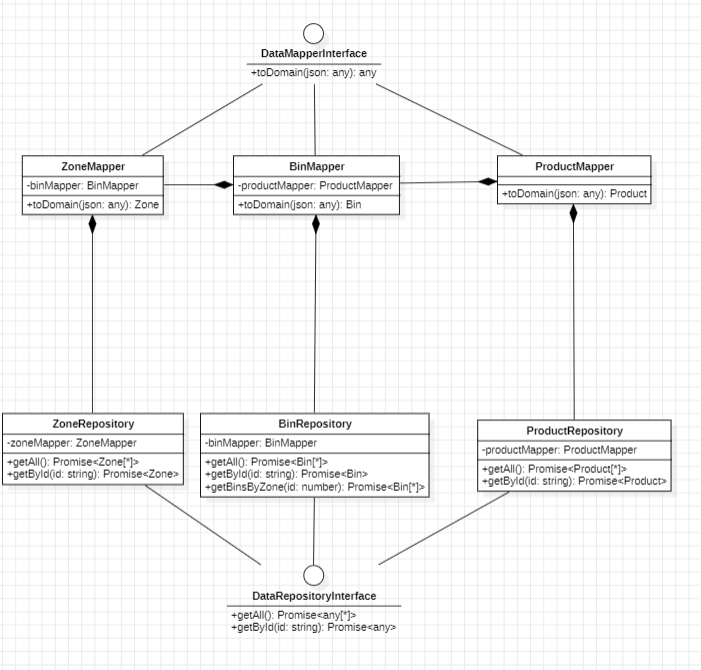 DataMapperInterface
+toDomain(json: any): any
ZoneMapper
-binMapper: BinMapper
+toDomain(json: any): Zone
BinMapper
-productMapper: ProductMapper
+toDomain(json: any): Bin
ProductMapper
+toDomain(json: any): Product
ZoneRepository
-zoneMapper: ZoneMapper
+getAll(): Promise<Zone[*]>
+getById(id: string): Promise<Zone>
BinRepository
-binMapper: BinMapper
+getAll(): Promise<Bin[*]>
+getById(id: string): Promise<Bin>
+getBinsByZone(id: number): Promise<Bin[*]>
ProductRepository
-productMapper: ProductMapper
+getAll(): Promise<Product[*]>
+getById(id: string): Promise<Product>
DataRepositoryInterface
+getAll(): Promise<any[*]>
+getById(id: string): Promise<any>